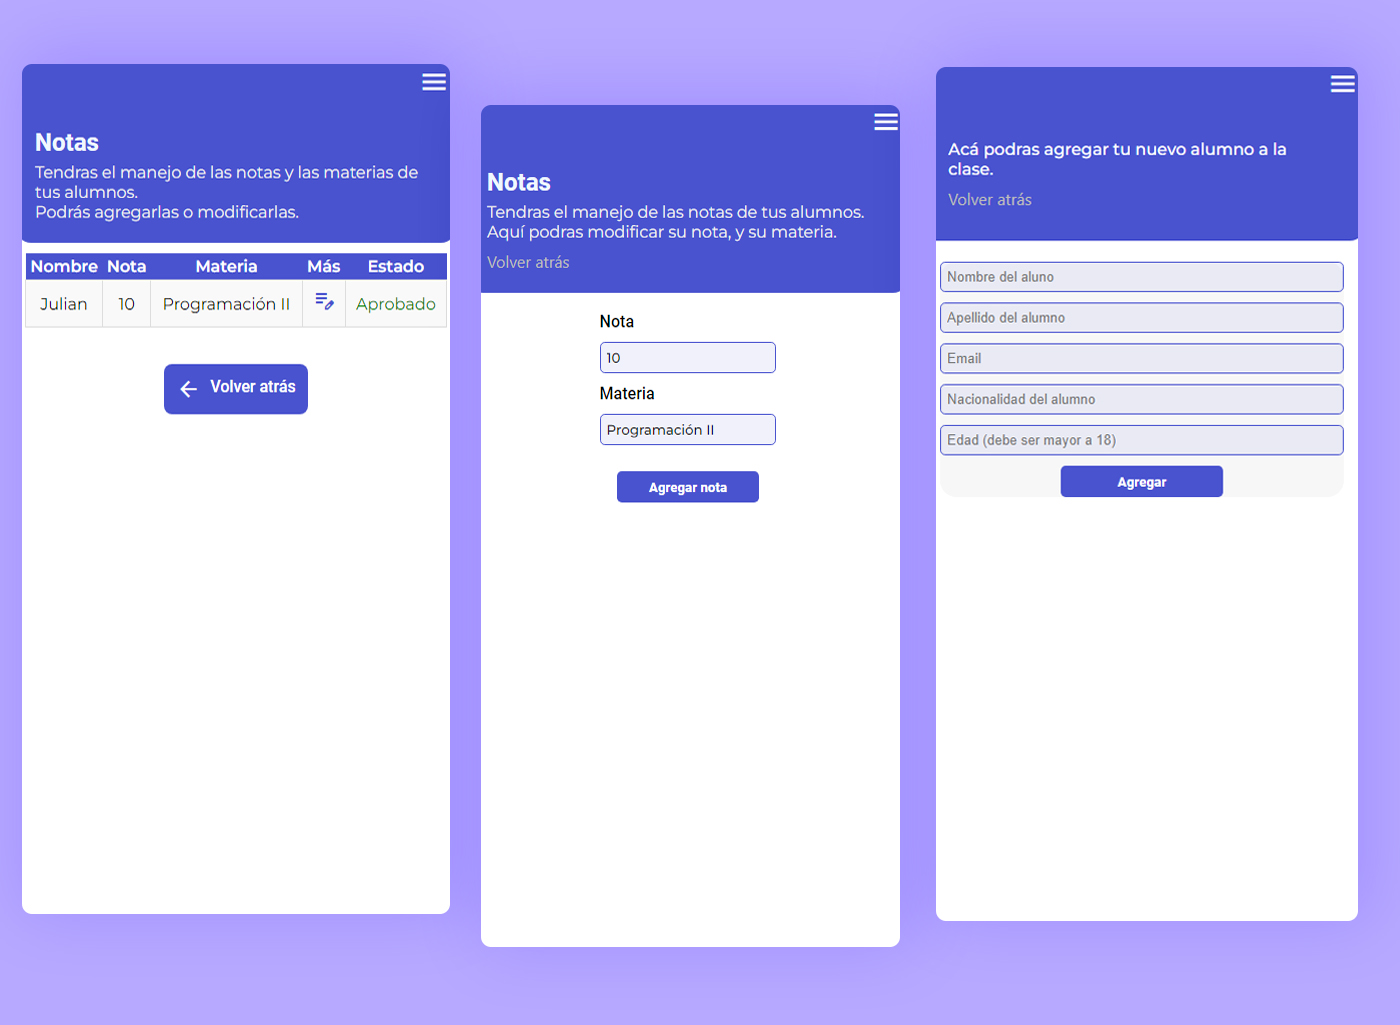 Notas
Tendras el manejo de las notas y las materias de
tus alumnos.
Podrás agregarlas o modificarlas.
Nombre Nota Materia Más Estado
Julian 10 Programación II Aprobado
Volver atrás
Notas
Tendras el manejo de las notas de tus alumnos.
Aquí podras modificar su nota, y su materia.
Volver atrás
Nota
10
Materia
Programación II
Agregar nota
Acá podras agregar tu nuevo alumno a la
clase.
Volver atrás
Nombre del aluno
Apellido del alumno
Email
Nacionalidad del alumno
Edad (debe ser mayor a 18)
Agregar